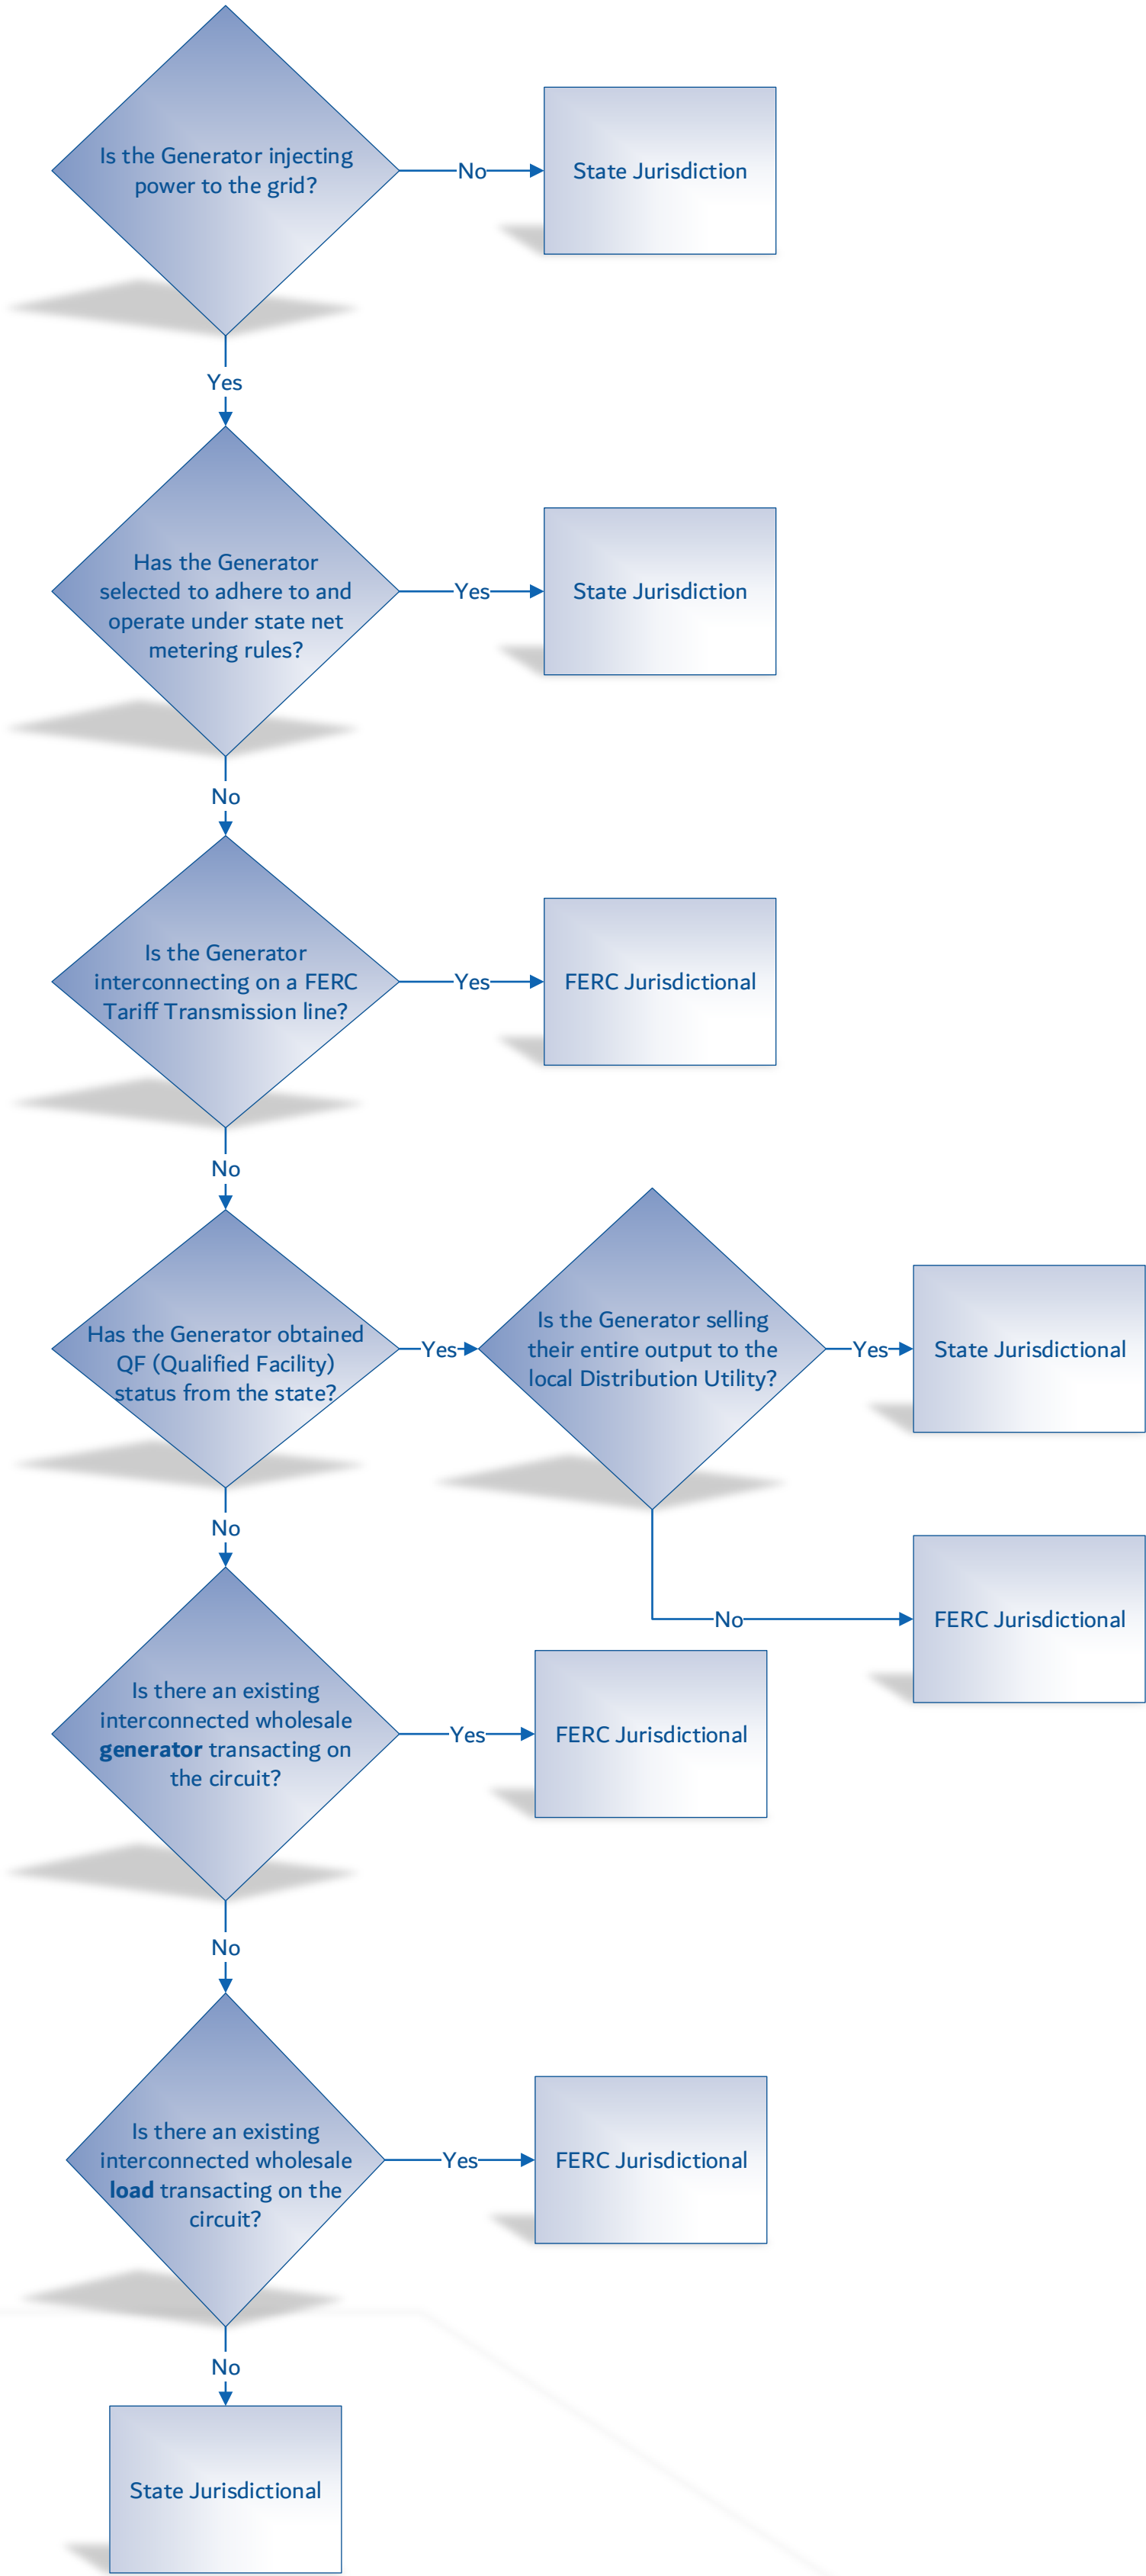 Is the Generator injecting
power to the grid?
No
State Jurisdiction
Yes
Has the Generator
selected to adhere to and
operate under state net
metering rules?
Yes
State Jurisdiction
No
Is the Generator
interconnecting on a FERC
Tariff Transmission line?
Yes
FERC Jurisdictional
No
Has the Generator obtained
QF (Qualified Facility)
status from the state?
Yes
Is the Generator selling
their entire output to the
local Distribution Utility?
Yes
State Jurisdictional
No
FERC Jurisdictional
No
Is there an existing
interconnected wholesale
generator transacting on
the circuit?
Yes
FERC Jurisdictional
No
Is there an existing
interconnected wholesale
load transacting on the
circuit?
Yes
FERC Jurisdictional
No
State Jurisdictional